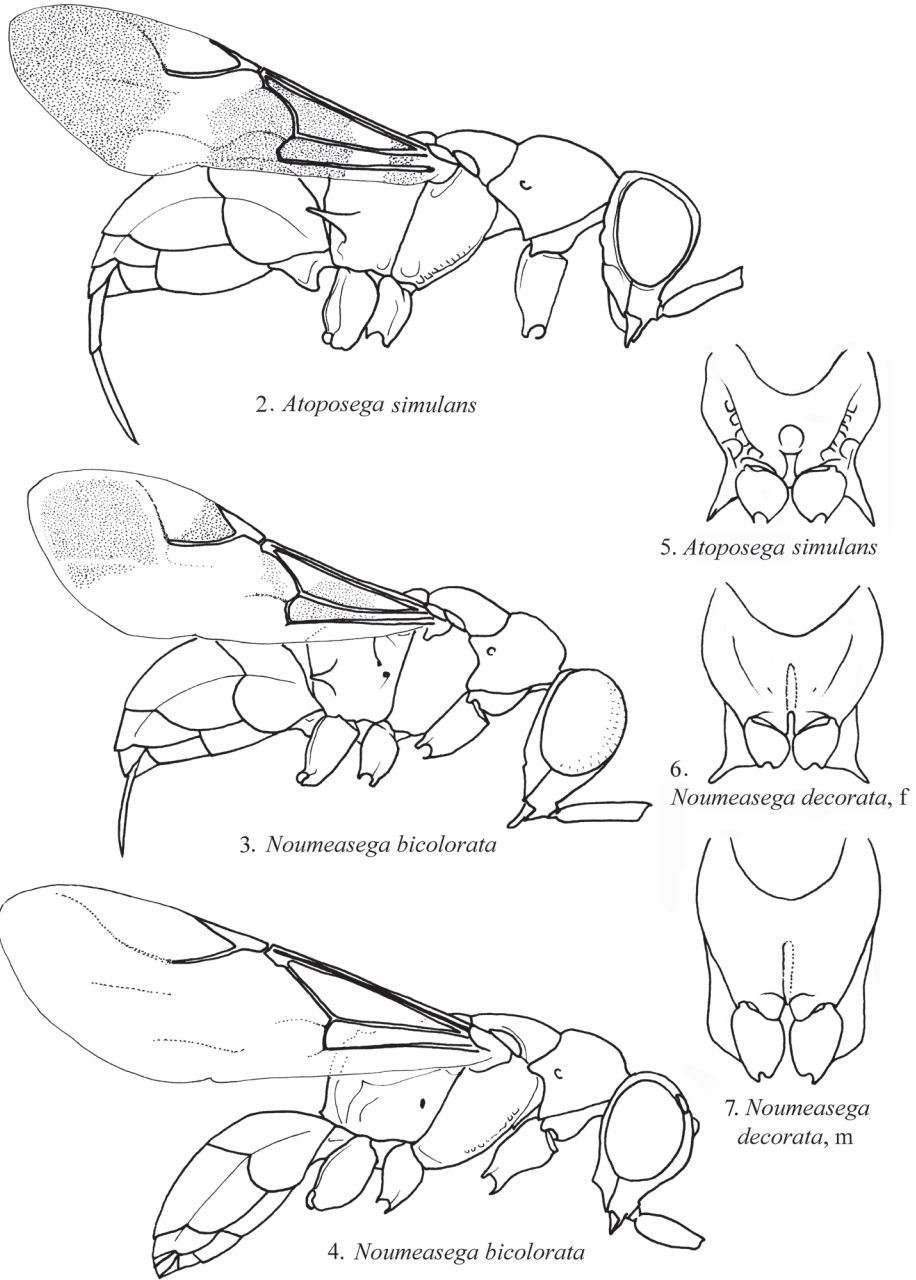 2. Atoposega simulans
5. Atoposega simulans
6.
Noumeasega decorata, f
3. Noumeasega bicolorata
7. Noumeasega
decorata, m
4. Noumeasega bicolorata